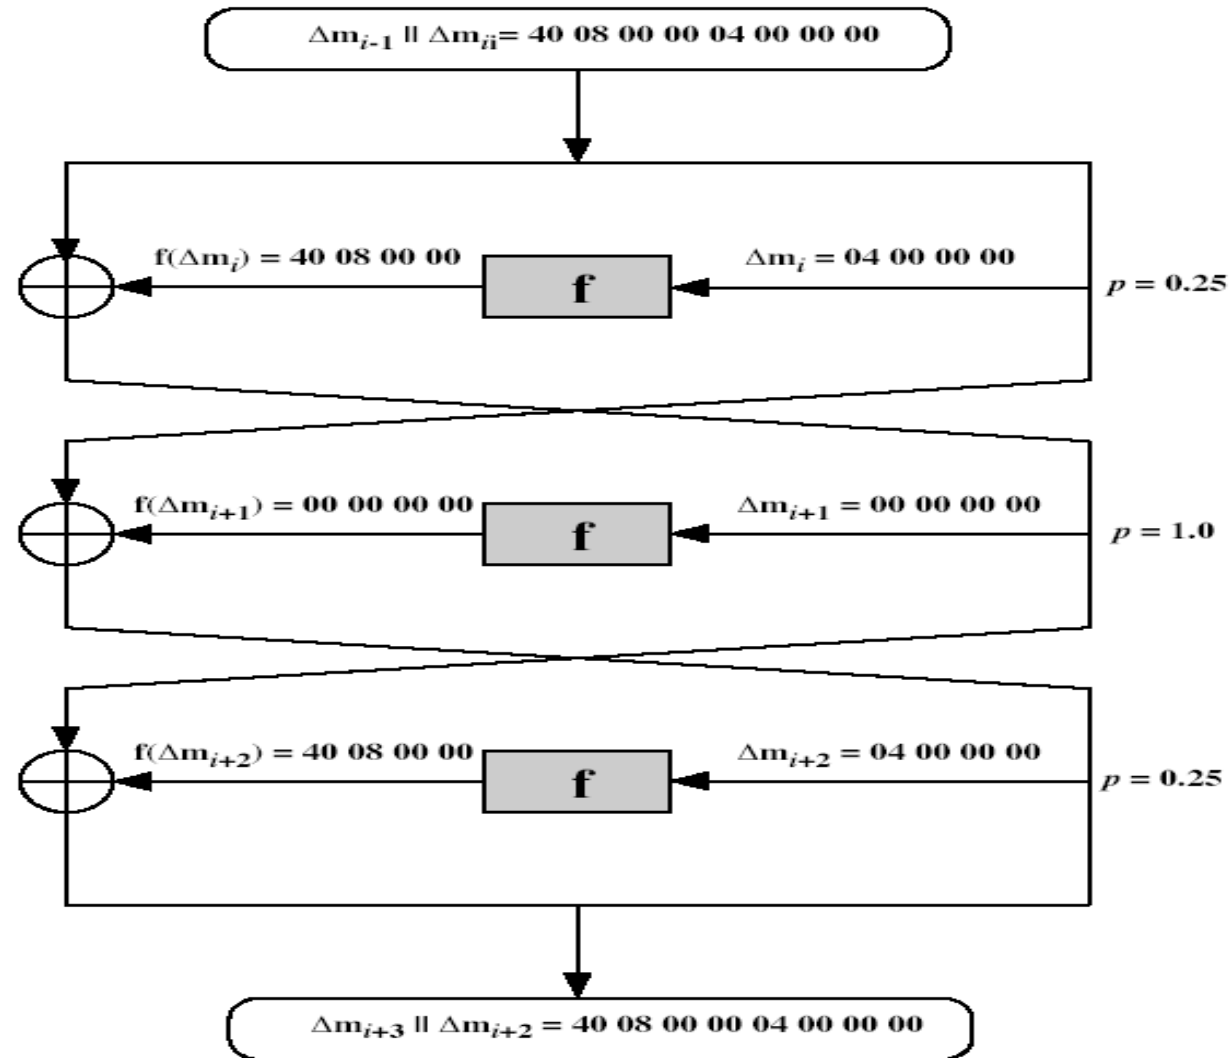 Δm_{i-1} || Δm_{ii}= 40 08 00 00 04 00 00 00
f(Δm_i) = 40 08 00 00
f
Δm_i = 04 00 00 00
p = 0.25
f(Δm_{i+1}) = 00 00 00 00
f
Δm_{i+1} = 00 00 00 00
p = 1.0
f(Δm_{i+2}) = 40 08 00 00
f
Δm_{i+2} = 04 00 00 00
p = 0.25
Δm_{i+3} || Δm_{i+2} = 40 08 00 00 04 00 00 00